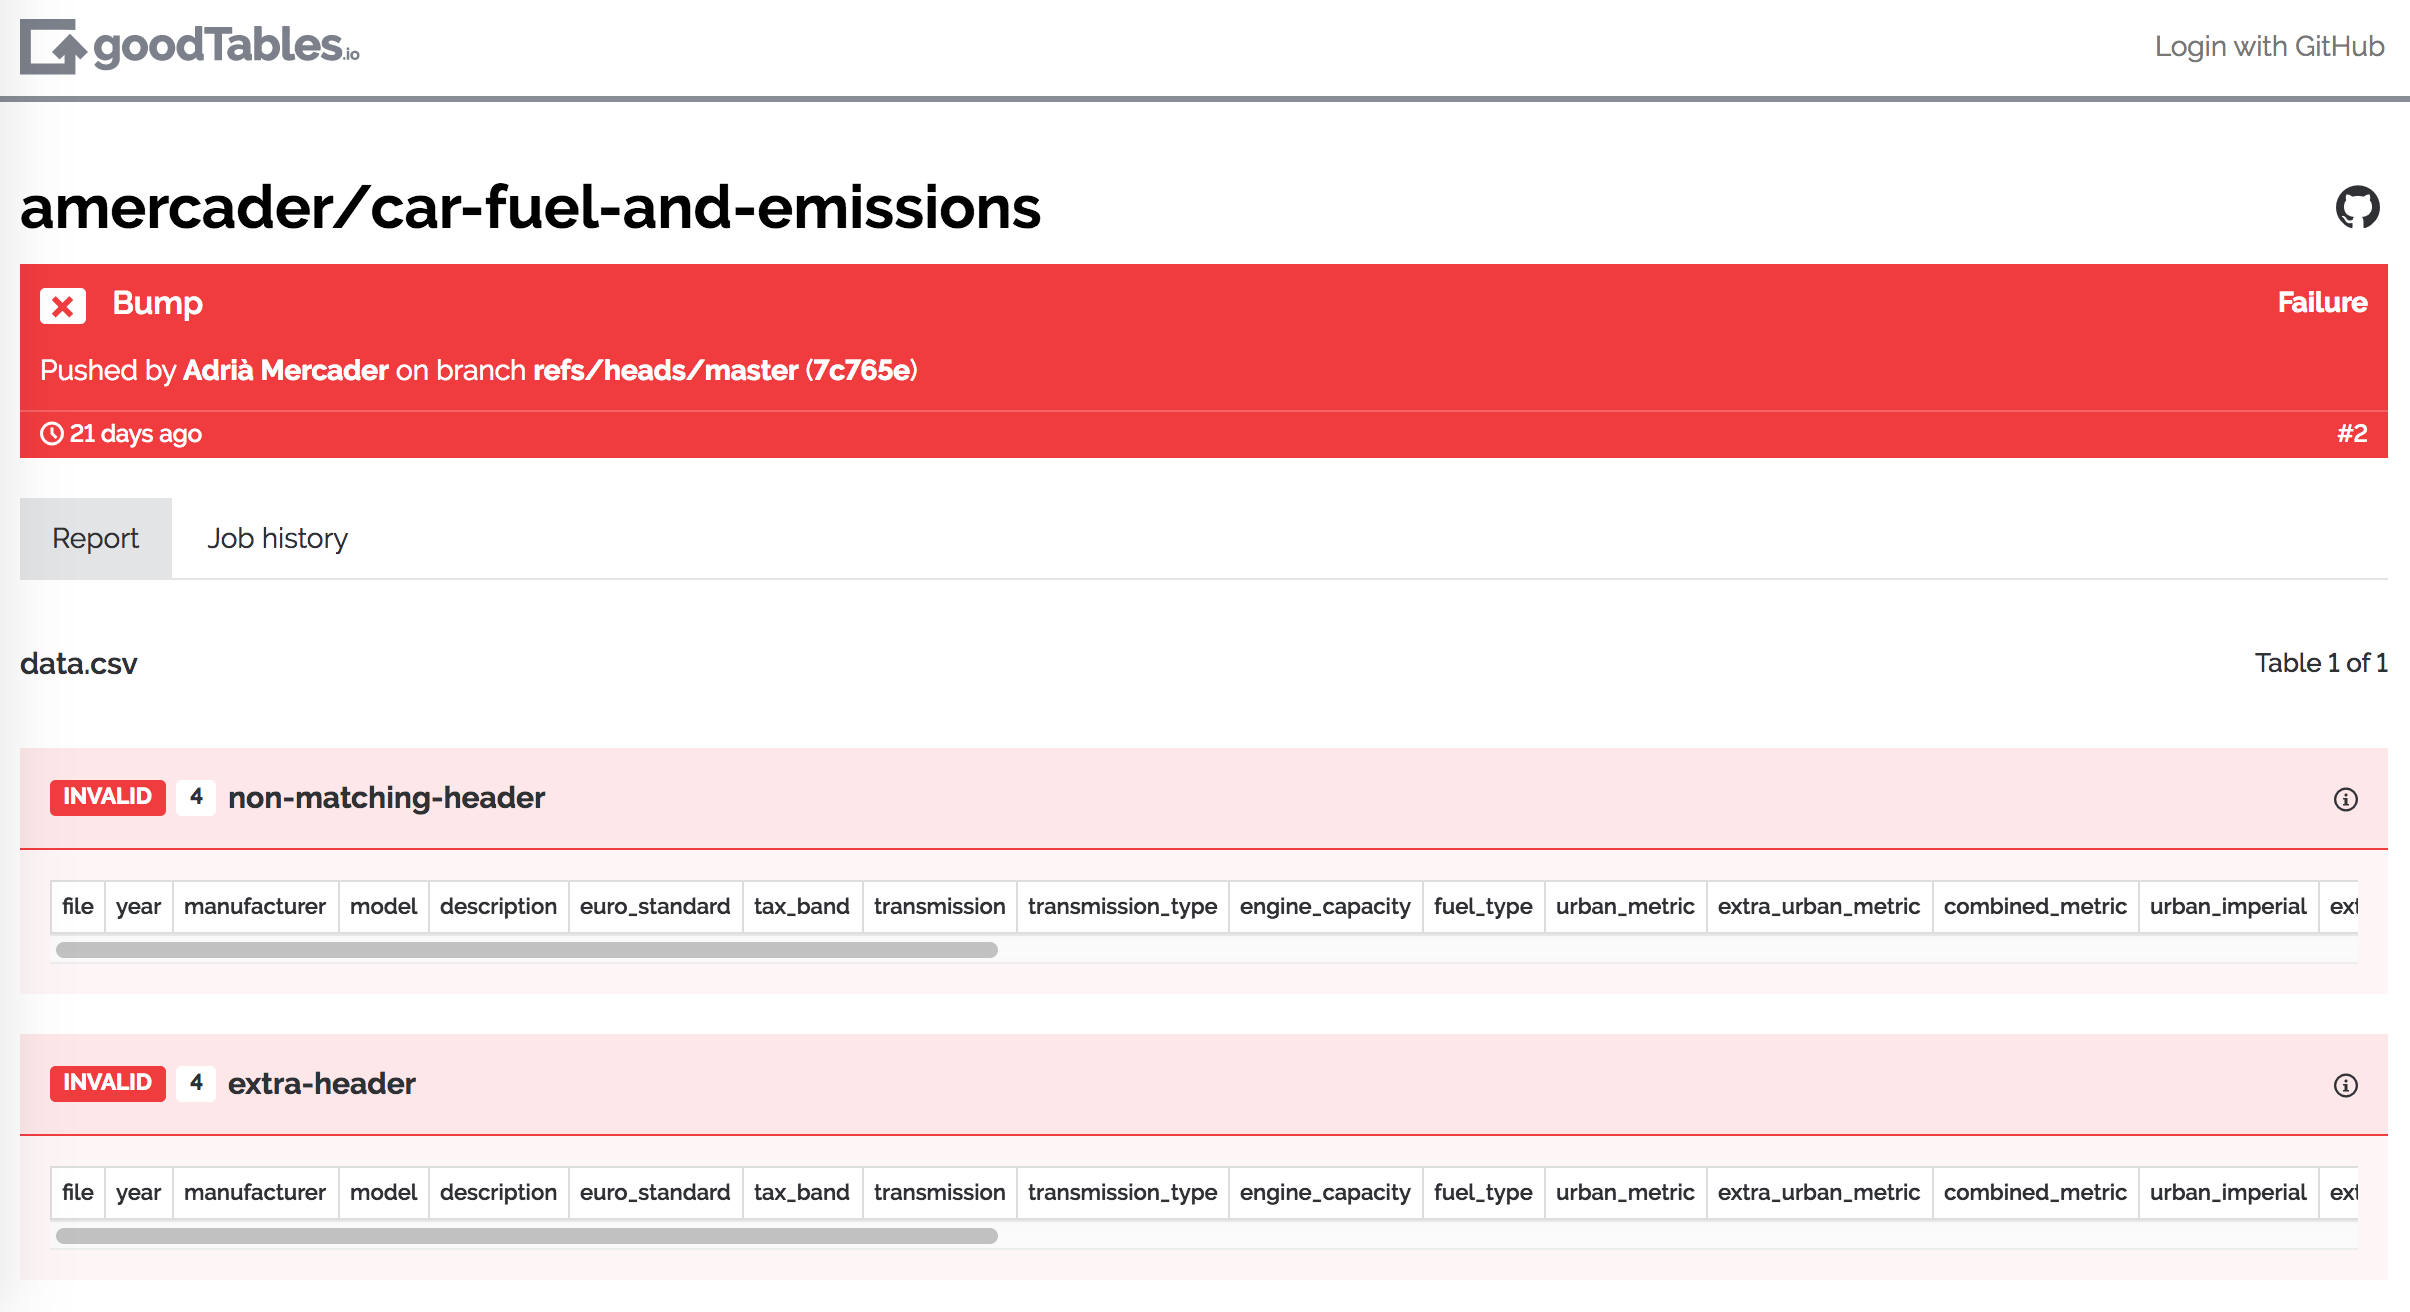 goodTables.io
Login with GitHub
amercader/car-fuel-and-emissions
Bump
Failure
Pushed by Adrià Mercader on branch refs/heads/master (7c765e)
21 days ago
#2
Report
Job history
data.csv
Table 1 of 1
INVALID 4 non-matching-header
file year manufacturer model description euro_standard tax_band transmission transmission_type engine_capacity fuel_type urban_metric extra_urban_metric combined_metric urban_imperial ext
INVALID 4 extra-header
file year manufacturer model description euro_standard tax_band transmission transmission_type engine_capacity fuel_type urban_metric extra_urban_metric combined_metric urban_imperial ext